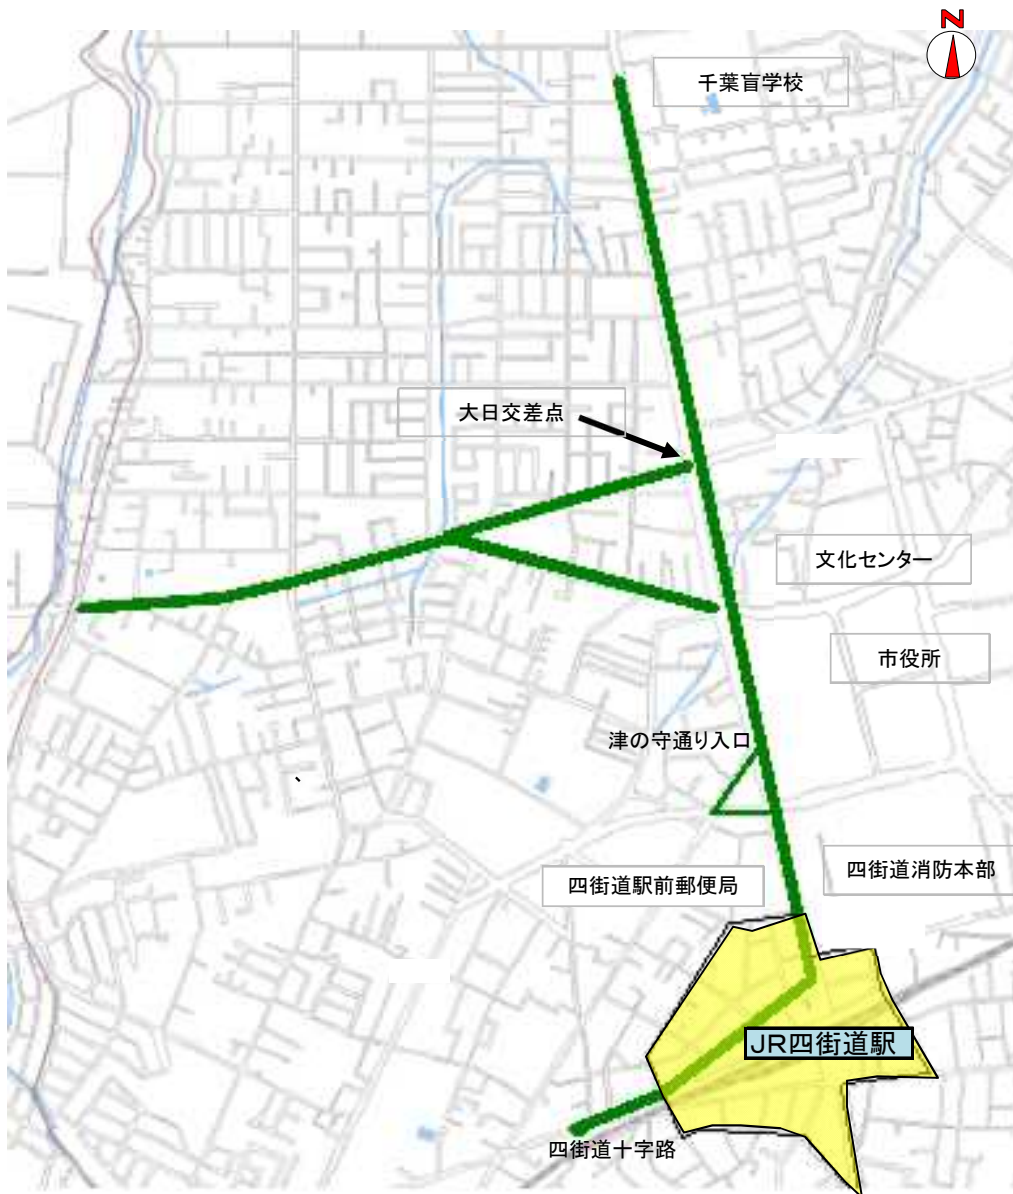 N
千葉盲学校
大日交差点
文化センター
市役所
津の守通り入口
、
四街道消防本部
四街道駅前郵便局
JR四街道駅
四街道十字路